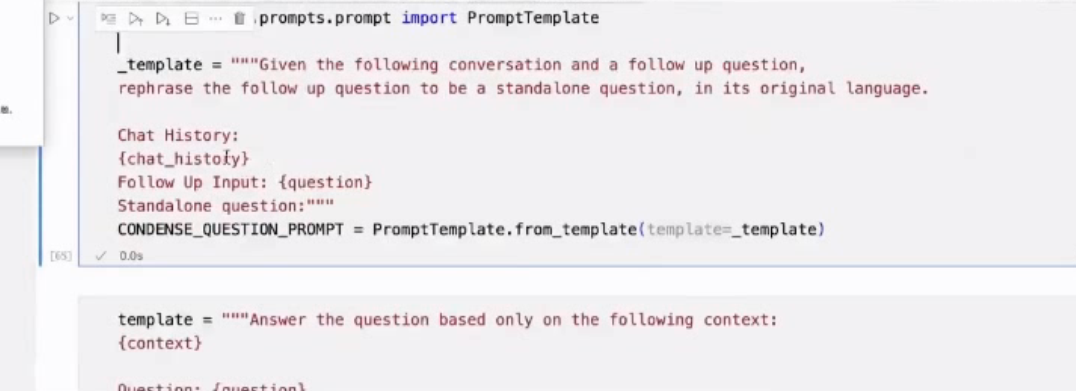 .prompts.prompt import PromptTemplate
_template = """Given the following conversation and a follow up question,
rephrase the follow up question to be a standalone question, in its original language.
Chat History:
{chat_history}
Follow Up Input: {question}
Standalone question:"""
CONDENSE_QUESTION_PROMPT = PromptTemplate.from_template(template=_template)
[65] 0.0s
template = """Answer the question based only on the following context:
{context}
Question: {question}